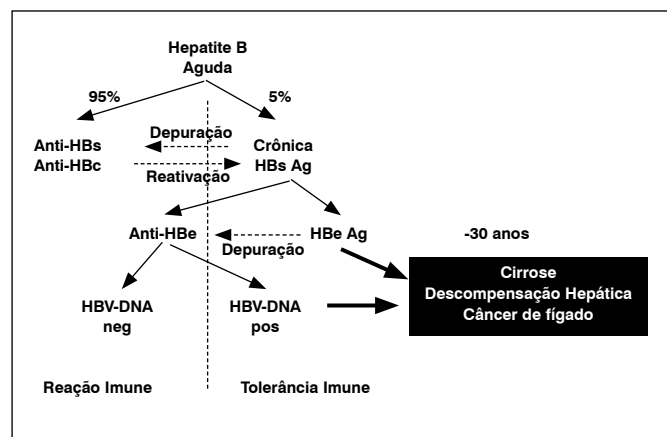 Hepatite B
Aguda
95%
5%
Anti-HBs
Anti-HBc
Depuração
Reativação
Crônica
HBs Ag
Anti-HBe
Depuração
HBe Ag
-30 anos
HBV-DNA
neg
HBV-DNA
pos
Cirrose
Descompensação Hepática
Câncer de fígado
Reação Imune
Tolerância Imune